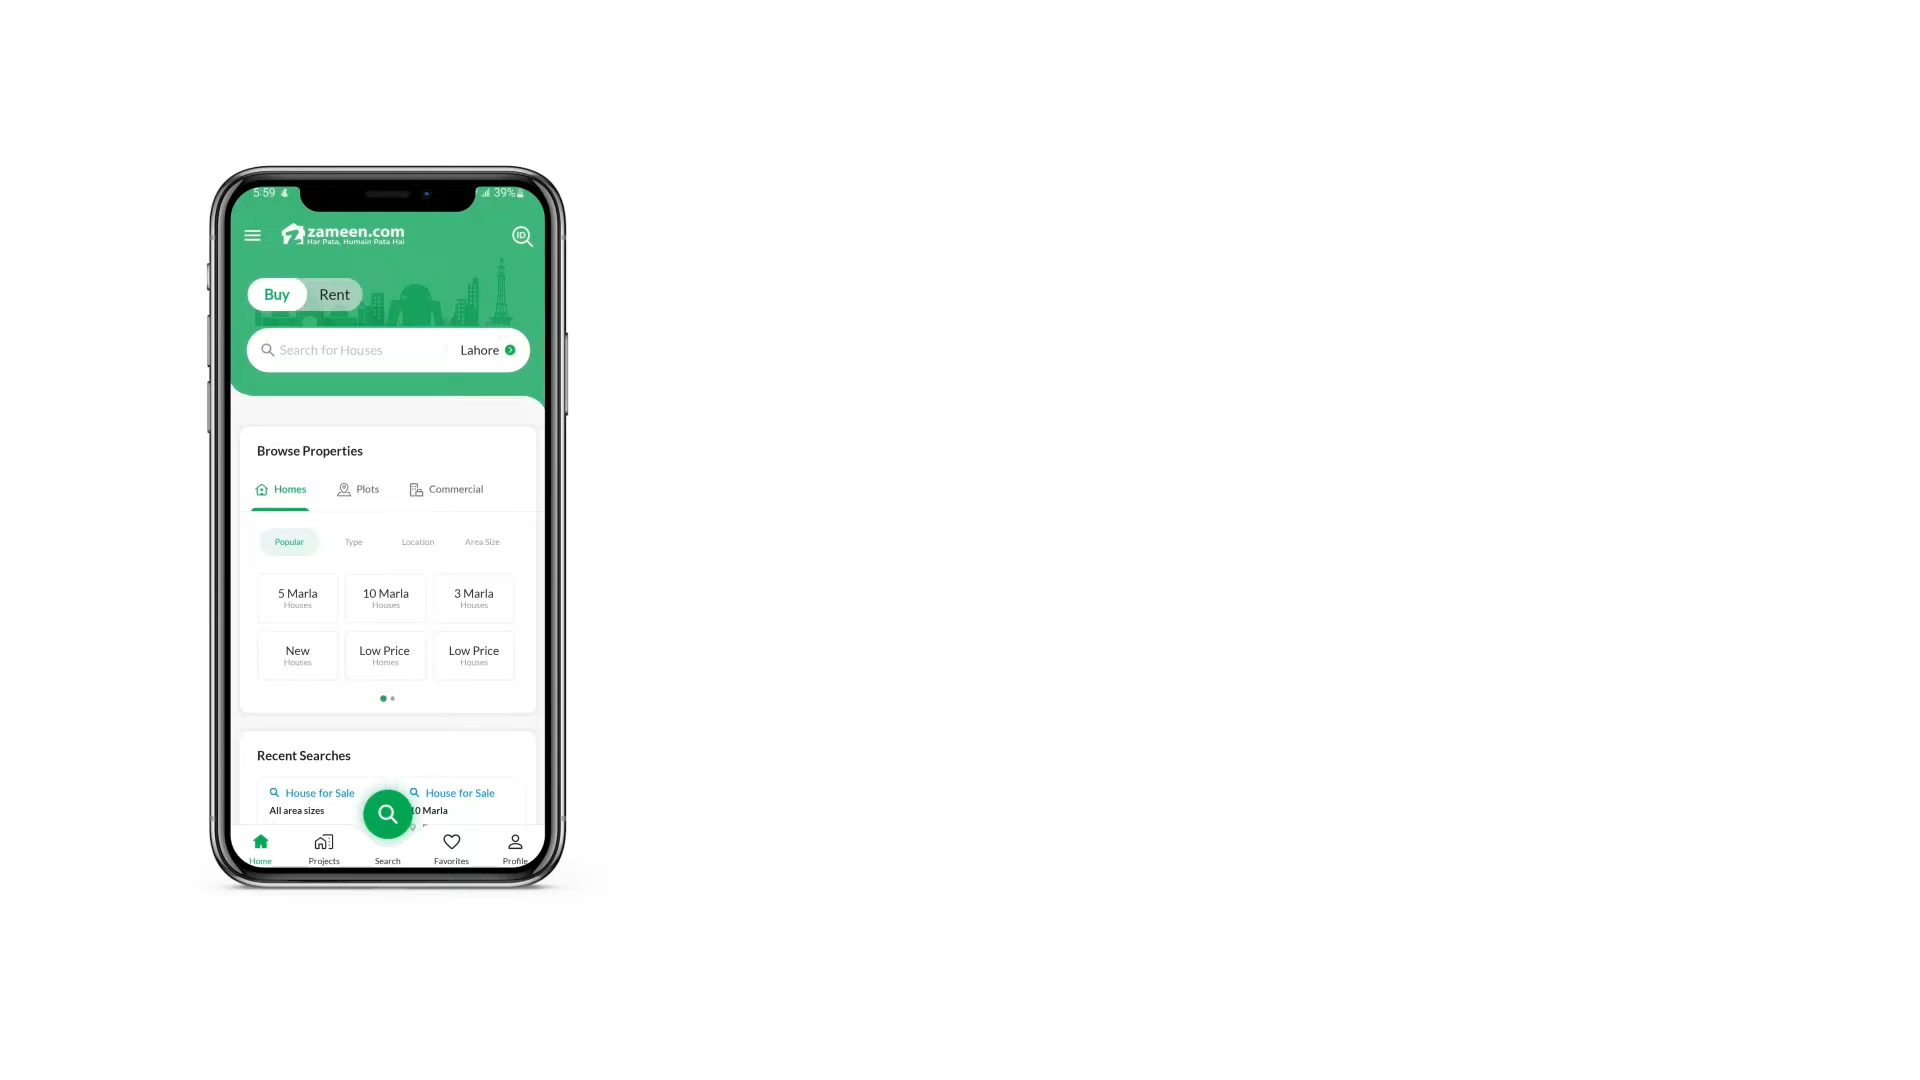 5:59
39%
zameen.com
Har Pata, Humain Pata Hai
ID
Buy
Rent
Search for Houses
Lahore
Browse Properties
Homes
Plots
Commercial
Popular
Type
Location
Area Size
5 Marla
Houses
10 Marla
Houses
3 Marla
Houses
New
Houses
Low Price
Homes
Low Price
Houses
Recent Searches
House for Sale
All area sizes
House for Sale
10 Marla
Home
Projects
Search
Favorites
Profile